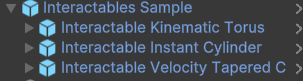 Interactables Sample
Interactable Kinematic Torus
Interactable Instant Cylinder
Interactable Velocity Tapered C